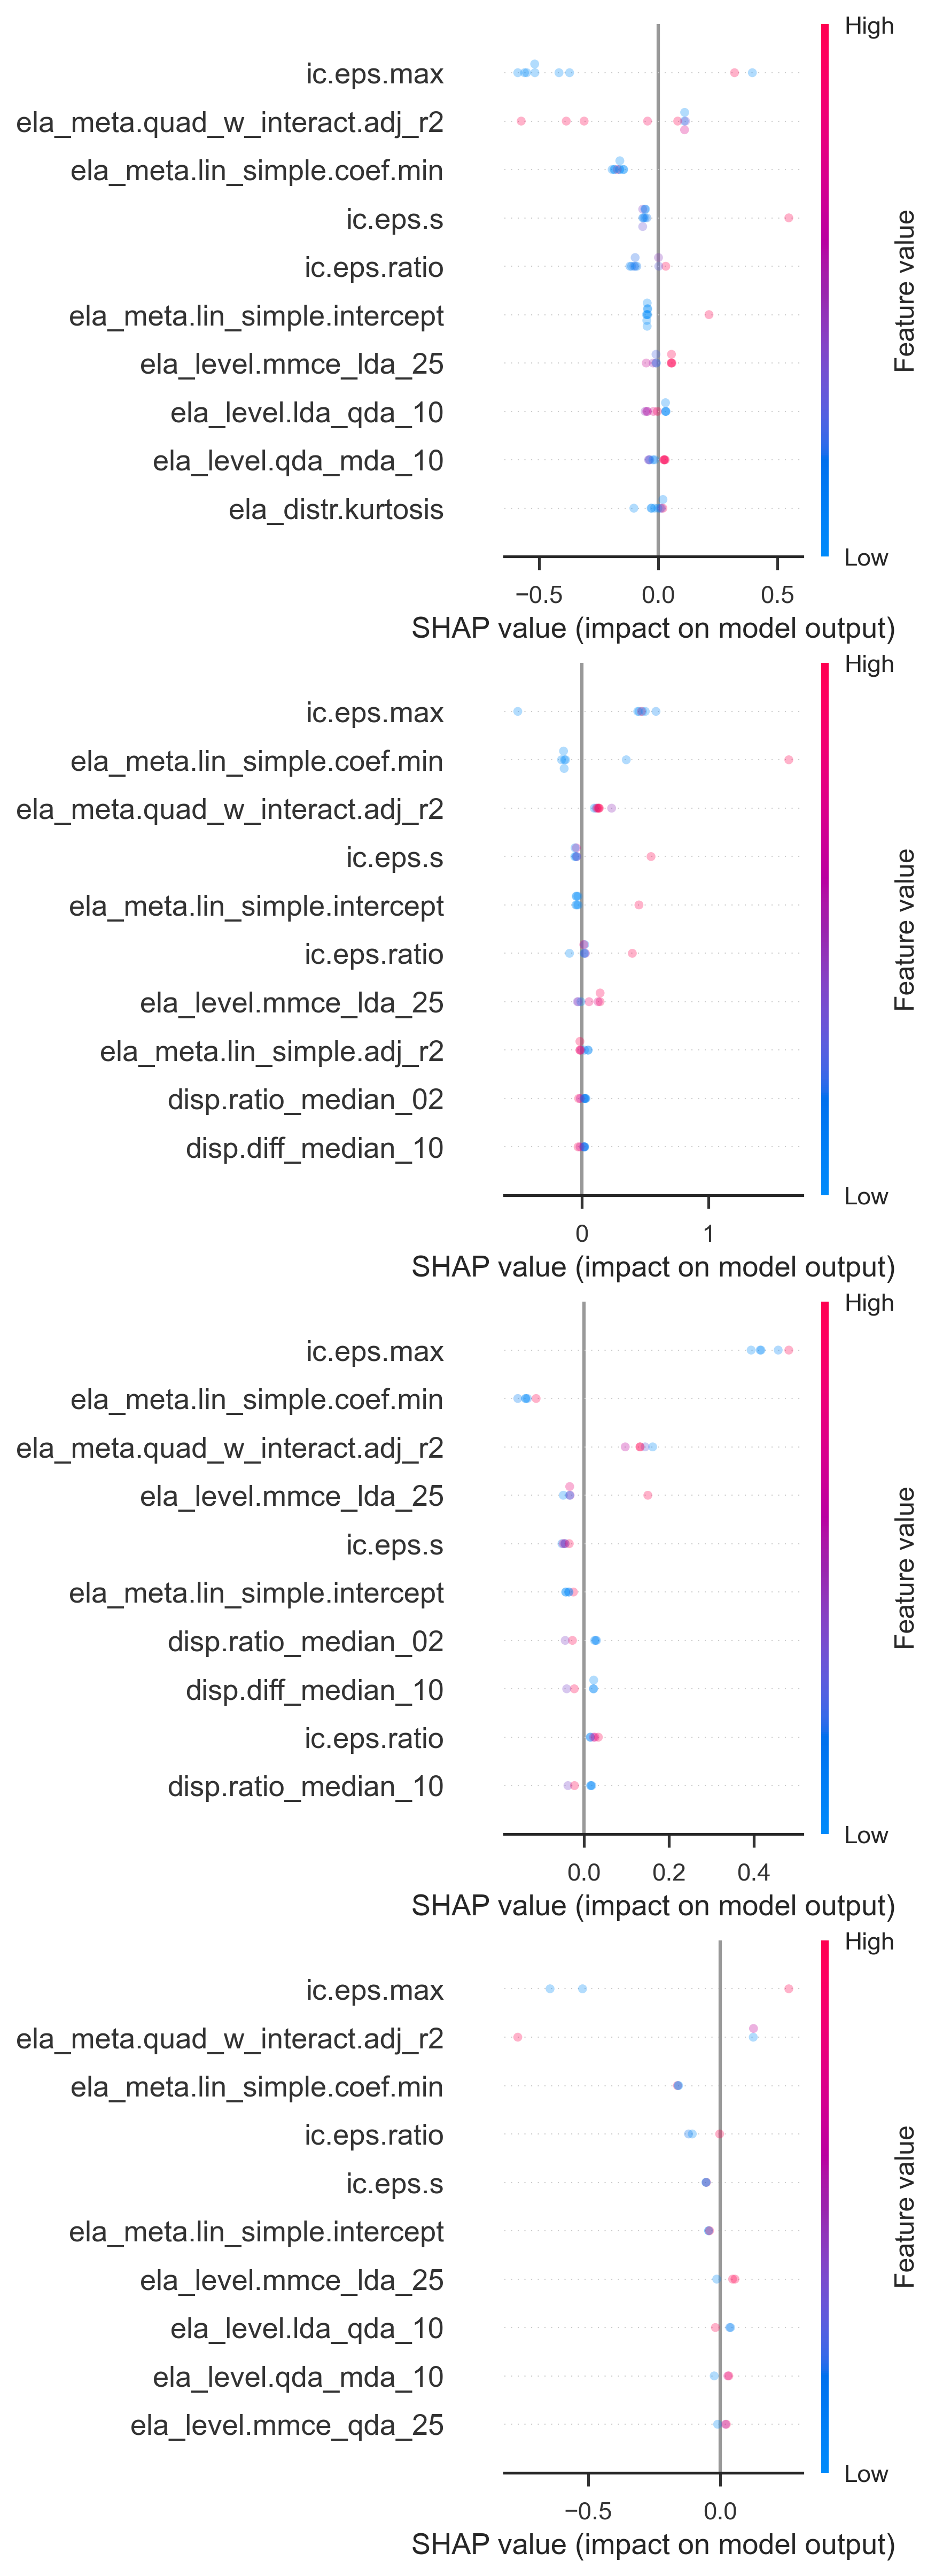 High
ic.eps.max
ela_meta.quad_w_interact.adj_r2
ela_meta.lin_simple.coef.min
ic.eps.s
ic.eps.ratio
ela_meta.lin_simple.intercept
ela_level.mmce_lda_25
ela_level.lda_qda_10
ela_level.qda_mda_10
ela_distr.kurtosis
Feature value
Low
−0.5 0.0 0.5
SHAP value (impact on model output)
High
ic.eps.max
ela_meta.lin_simple.coef.min
ela_meta.quad_w_interact.adj_r2
ic.eps.s
ela_meta.lin_simple.intercept
ic.eps.ratio
ela_level.mmce_lda_25
ela_meta.lin_simple.adj_r2
disp.ratio_median_02
disp.diff_median_10
Feature value
Low
0 1
SHAP value (impact on model output)
High
ic.eps.max
ela_meta.lin_simple.coef.min
ela_meta.quad_w_interact.adj_r2
ela_level.mmce_lda_25
ic.eps.s
ela_meta.lin_simple.intercept
disp.ratio_median_02
disp.diff_median_10
ic.eps.ratio
disp.ratio_median_10
Feature value
Low
0.0 0.2 0.4
SHAP value (impact on model output)
High
ic.eps.max
ela_meta.quad_w_interact.adj_r2
ela_meta.lin_simple.coef.min
ic.eps.ratio
ic.eps.s
ela_meta.lin_simple.intercept
ela_level.mmce_lda_25
ela_level.lda_qda_10
ela_level.qda_mda_10
ela_level.mmce_qda_25
Feature value
Low
−0.5 0.0
SHAP value (impact on model output)